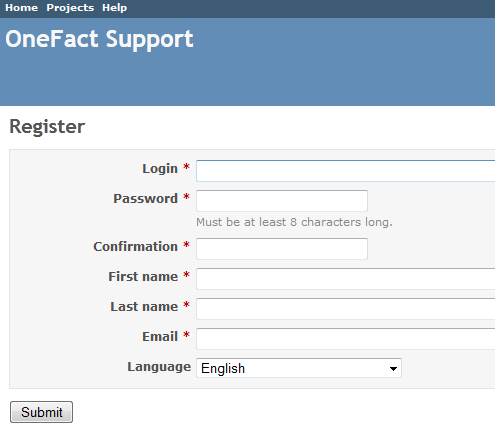 Home Projects Help
OneFact Support
Register
Login *
Password *
Must be at least 8 characters long.
Confirmation *
First name *
Last name *
Email *
Language English
Submit